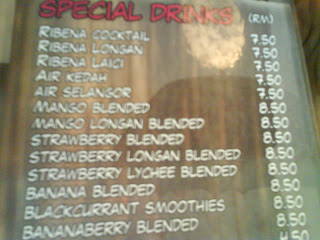 SPECIAL DRINKS (RM)
RIBENA COCKTAIL 7.50
RIBENA LONGAN 7.50
RIBENA LAICI 7.50
AIR KEDAH 7.50
AIR SELANGOR 7.50
MANGO BLENDED 8.50
MANGO LONGAN BLENDED 8.50
STRAWBERRY BLENDED 8.50
STRAWBERRY LONGAN BLENDED 8.50
STRAWBERRY LYCHEE BLENDED 8.50
BANANA BLENDED 8.50
BLACKCURRANT SMOOTHIES 8.50
BANANABERRY BLENDED 8.50